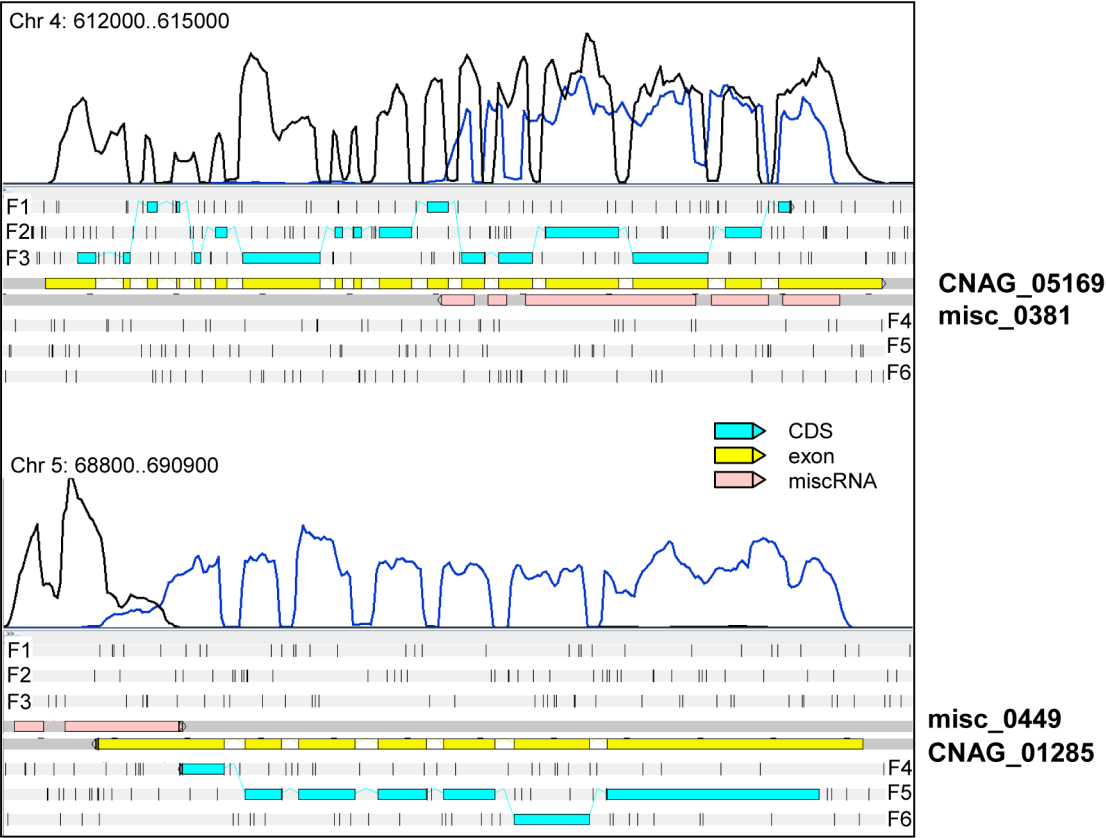 Chr 4: 612000..615000
F1
F2
F3
CNAG_05169
misc_0381
F4
F5
F6
CDS
exon
miscRNA
Chr 5: 68800..690900
F1
F2
F3
misc_0449
CNAG_01285
F4
F5
F6